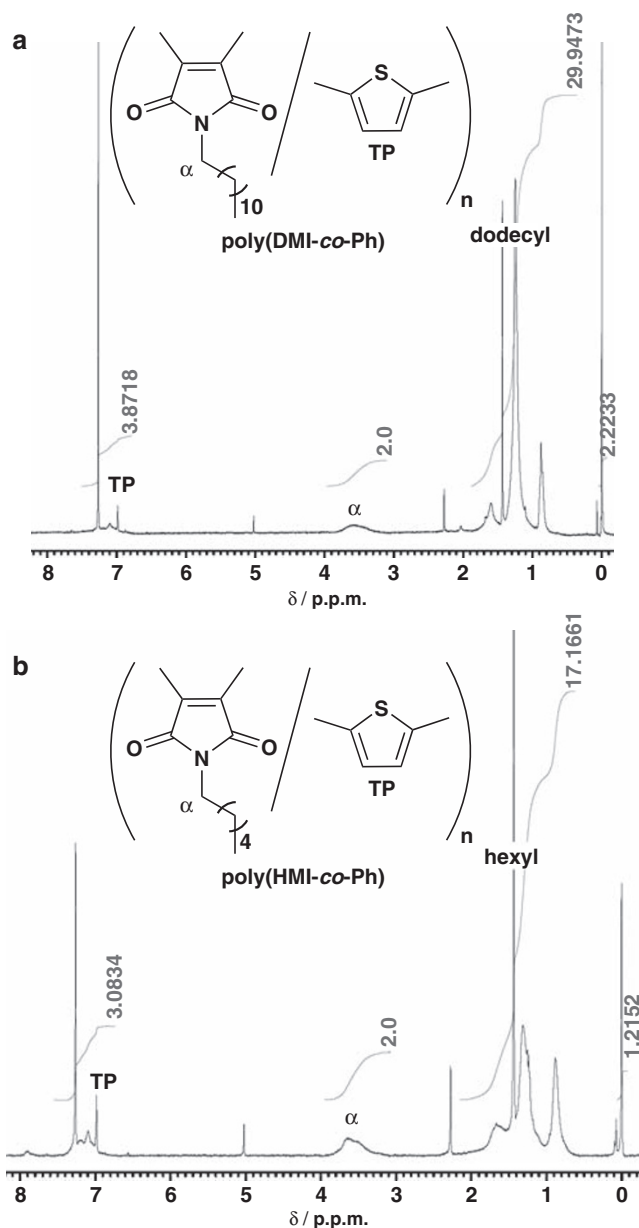 a
29.9473
S
O
N
O
TP
α
10
n
poly(DMI-co-Ph)
dodecyl
3.8718
2.0
2.2233
TP
α
8 7 6 5 4 3 2 1 0
δ / p.p.m.
b
17.1661
S
O
N
O
TP
α
4
n
hexyl
poly(HMI-co-Ph)
3.0834
2.0
1.2152
TP
α
8 7 6 5 4 3 2 1 0
δ / p.p.m.